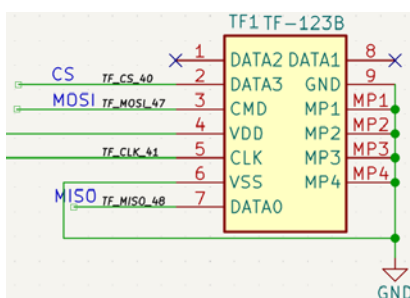 TF1 TF-123B
1 DATA2 DATA1 8
CS TF_CS_40 2 DATA3 GND 9
MOSI TF_MOSI_47 3 CMD MP1 MP1
4 VDD MP2 MP2
TF_CLK_41 5 CLK MP3 MP3
6 VSS MP4 MP4
MISO TF_MISO_48 7 DATA0
GND